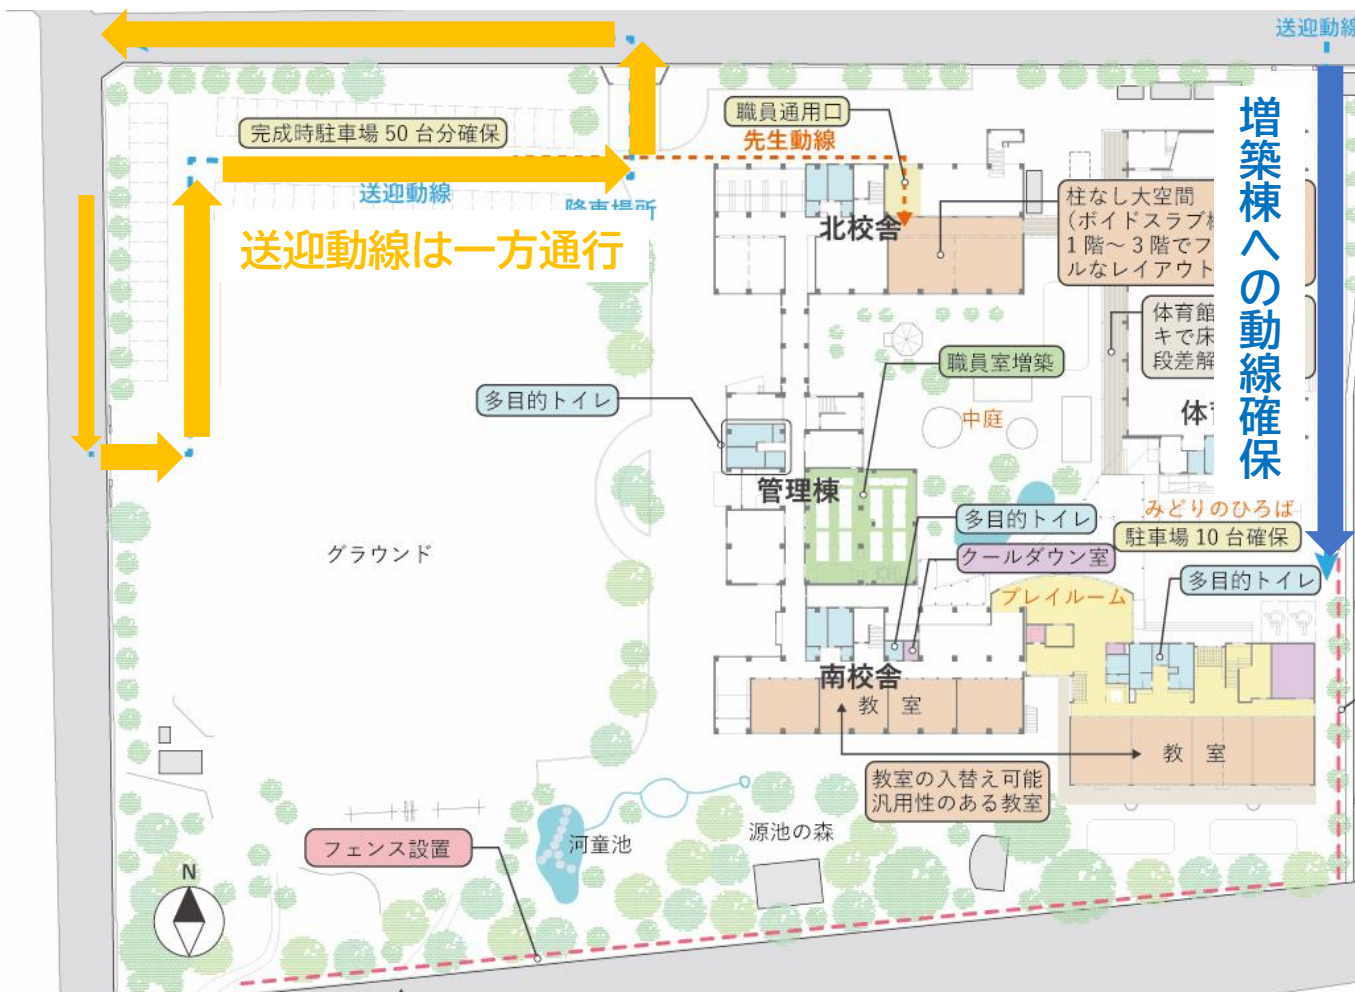 送迎動線
完成時駐車場 50 台分確保
職員通用口
先生動線
送迎動線
降車場所
送迎動線は一方通行
北校舎
柱なし大空間
(ボイドスラブ
1 階～3 階でフ
ルなレイアウト
増築棟への動線確保
体育館
キで床
段差解
職員室増築
多目的トイレ
中庭
体
管理棟
みどりのひろば
多目的トイレ
駐車場 10 台確保
グラウンド
クールダウン室
多目的トイレ
プレイルーム
南校舎
教 室
教 室
教室の入替え可能
汎用性のある教室
フェンス設置
河童池
源池の森
N